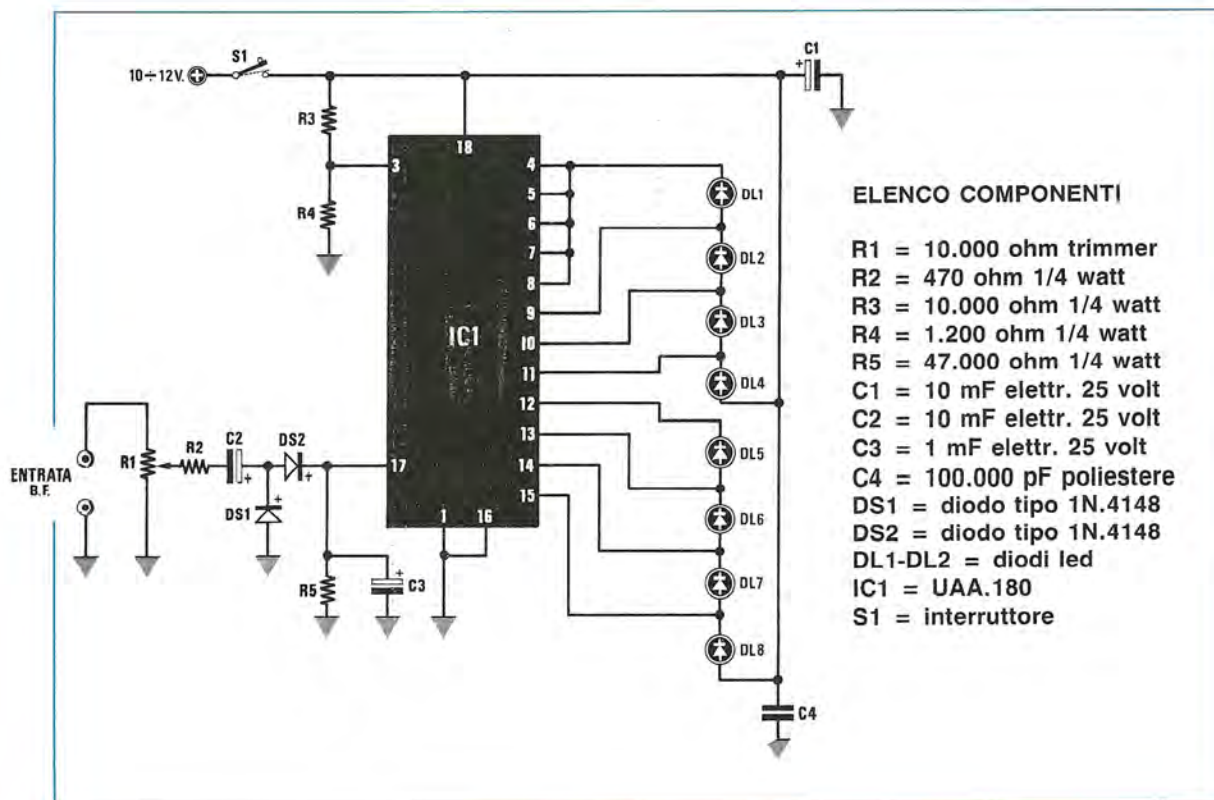 10÷12V.
S1
C1
R3
R4
18
3
IC1
4
5
6
7
8
9
10
11
12
13
14
15
17
1
16
DL1
DL2
DL3
DL4
DL5
DL6
DL7
DL8
ENTRATA
B.F.
R1
R2
C2
DS2
DS1
R5
C3
C4
ELENCO COMPONENTI
R1 = 10.000 ohm trimmer
R2 = 470 ohm 1/4 watt
R3 = 10.000 ohm 1/4 watt
R4 = 1.200 ohm 1/4 watt
R5 = 47.000 ohm 1/4 watt
C1 = 10 mF elettr. 25 volt
C2 = 10 mF elettr. 25 volt
C3 = 1 mF elettr. 25 volt
C4 = 100.000 pF poliestere
DS1 = diodo tipo 1N.4148
DS2 = diodo tipo 1N.4148
DL1-DL2 = diodi led
IC1 = UAA.180
S1 = interruttore